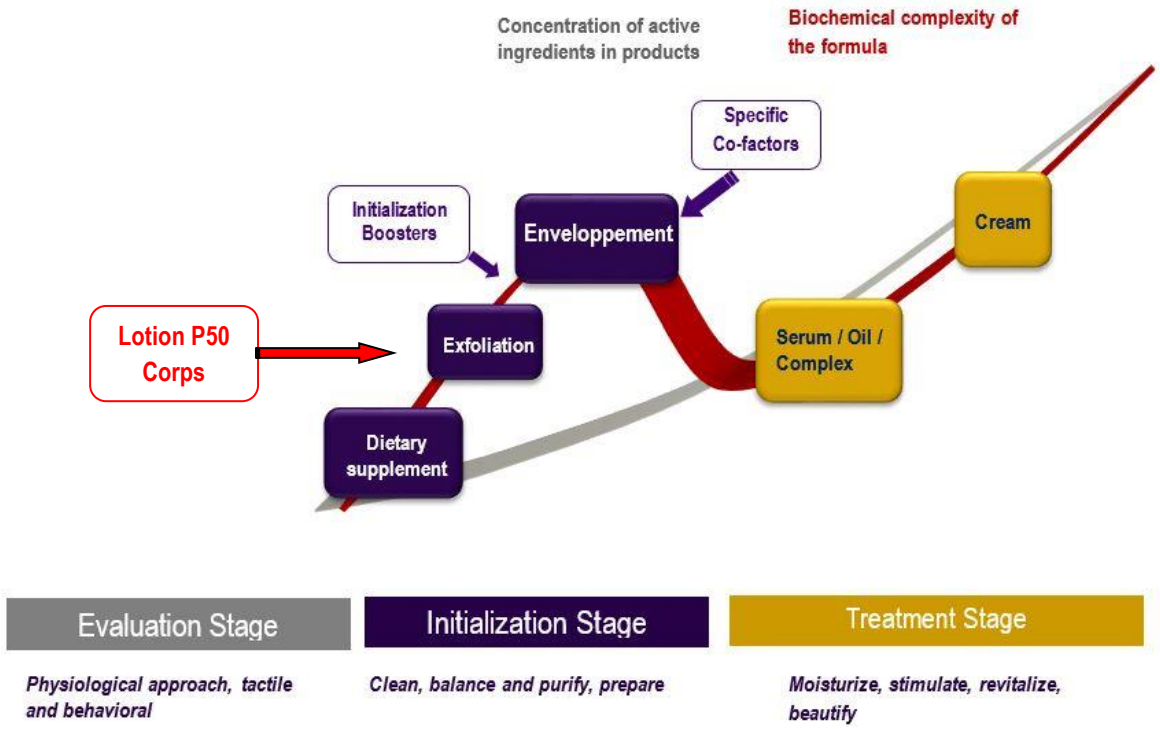 Concentration of active
ingredients in products
Biochemical complexity of
the formula
Specific
Co-factors
Initialization
Boosters
Enveloppement
Cream
Lotion P50
Corps
Exfoliation
Serum / Oil /
Complex
Dietary
supplement
Evaluation Stage
Initialization Stage
Treatment Stage
Physiological approach, tactile
and behavioral
Clean, balance and purify, prepare
Moisturize, stimulate, revitalize,
beautify